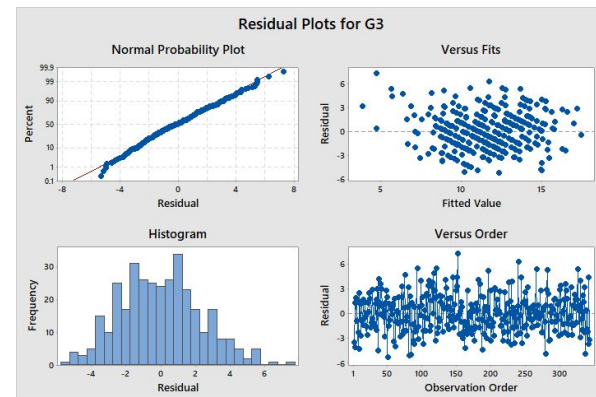 Residual Plots for G3
Normal Probability Plot
Versus Fits
99.9
99
90
50
10
1
0.1
Percent
-8 -4 0 4 8
Residual
6
3
0
-3
-6
Residual
5 10 15
Fitted Value
Histogram
Versus Order
30
20
10
0
Frequency
-4 -2 0 2 4 6
Residual
6
3
0
-3
-6
Residual
1 50 100 150 200 250 300
Observation Order